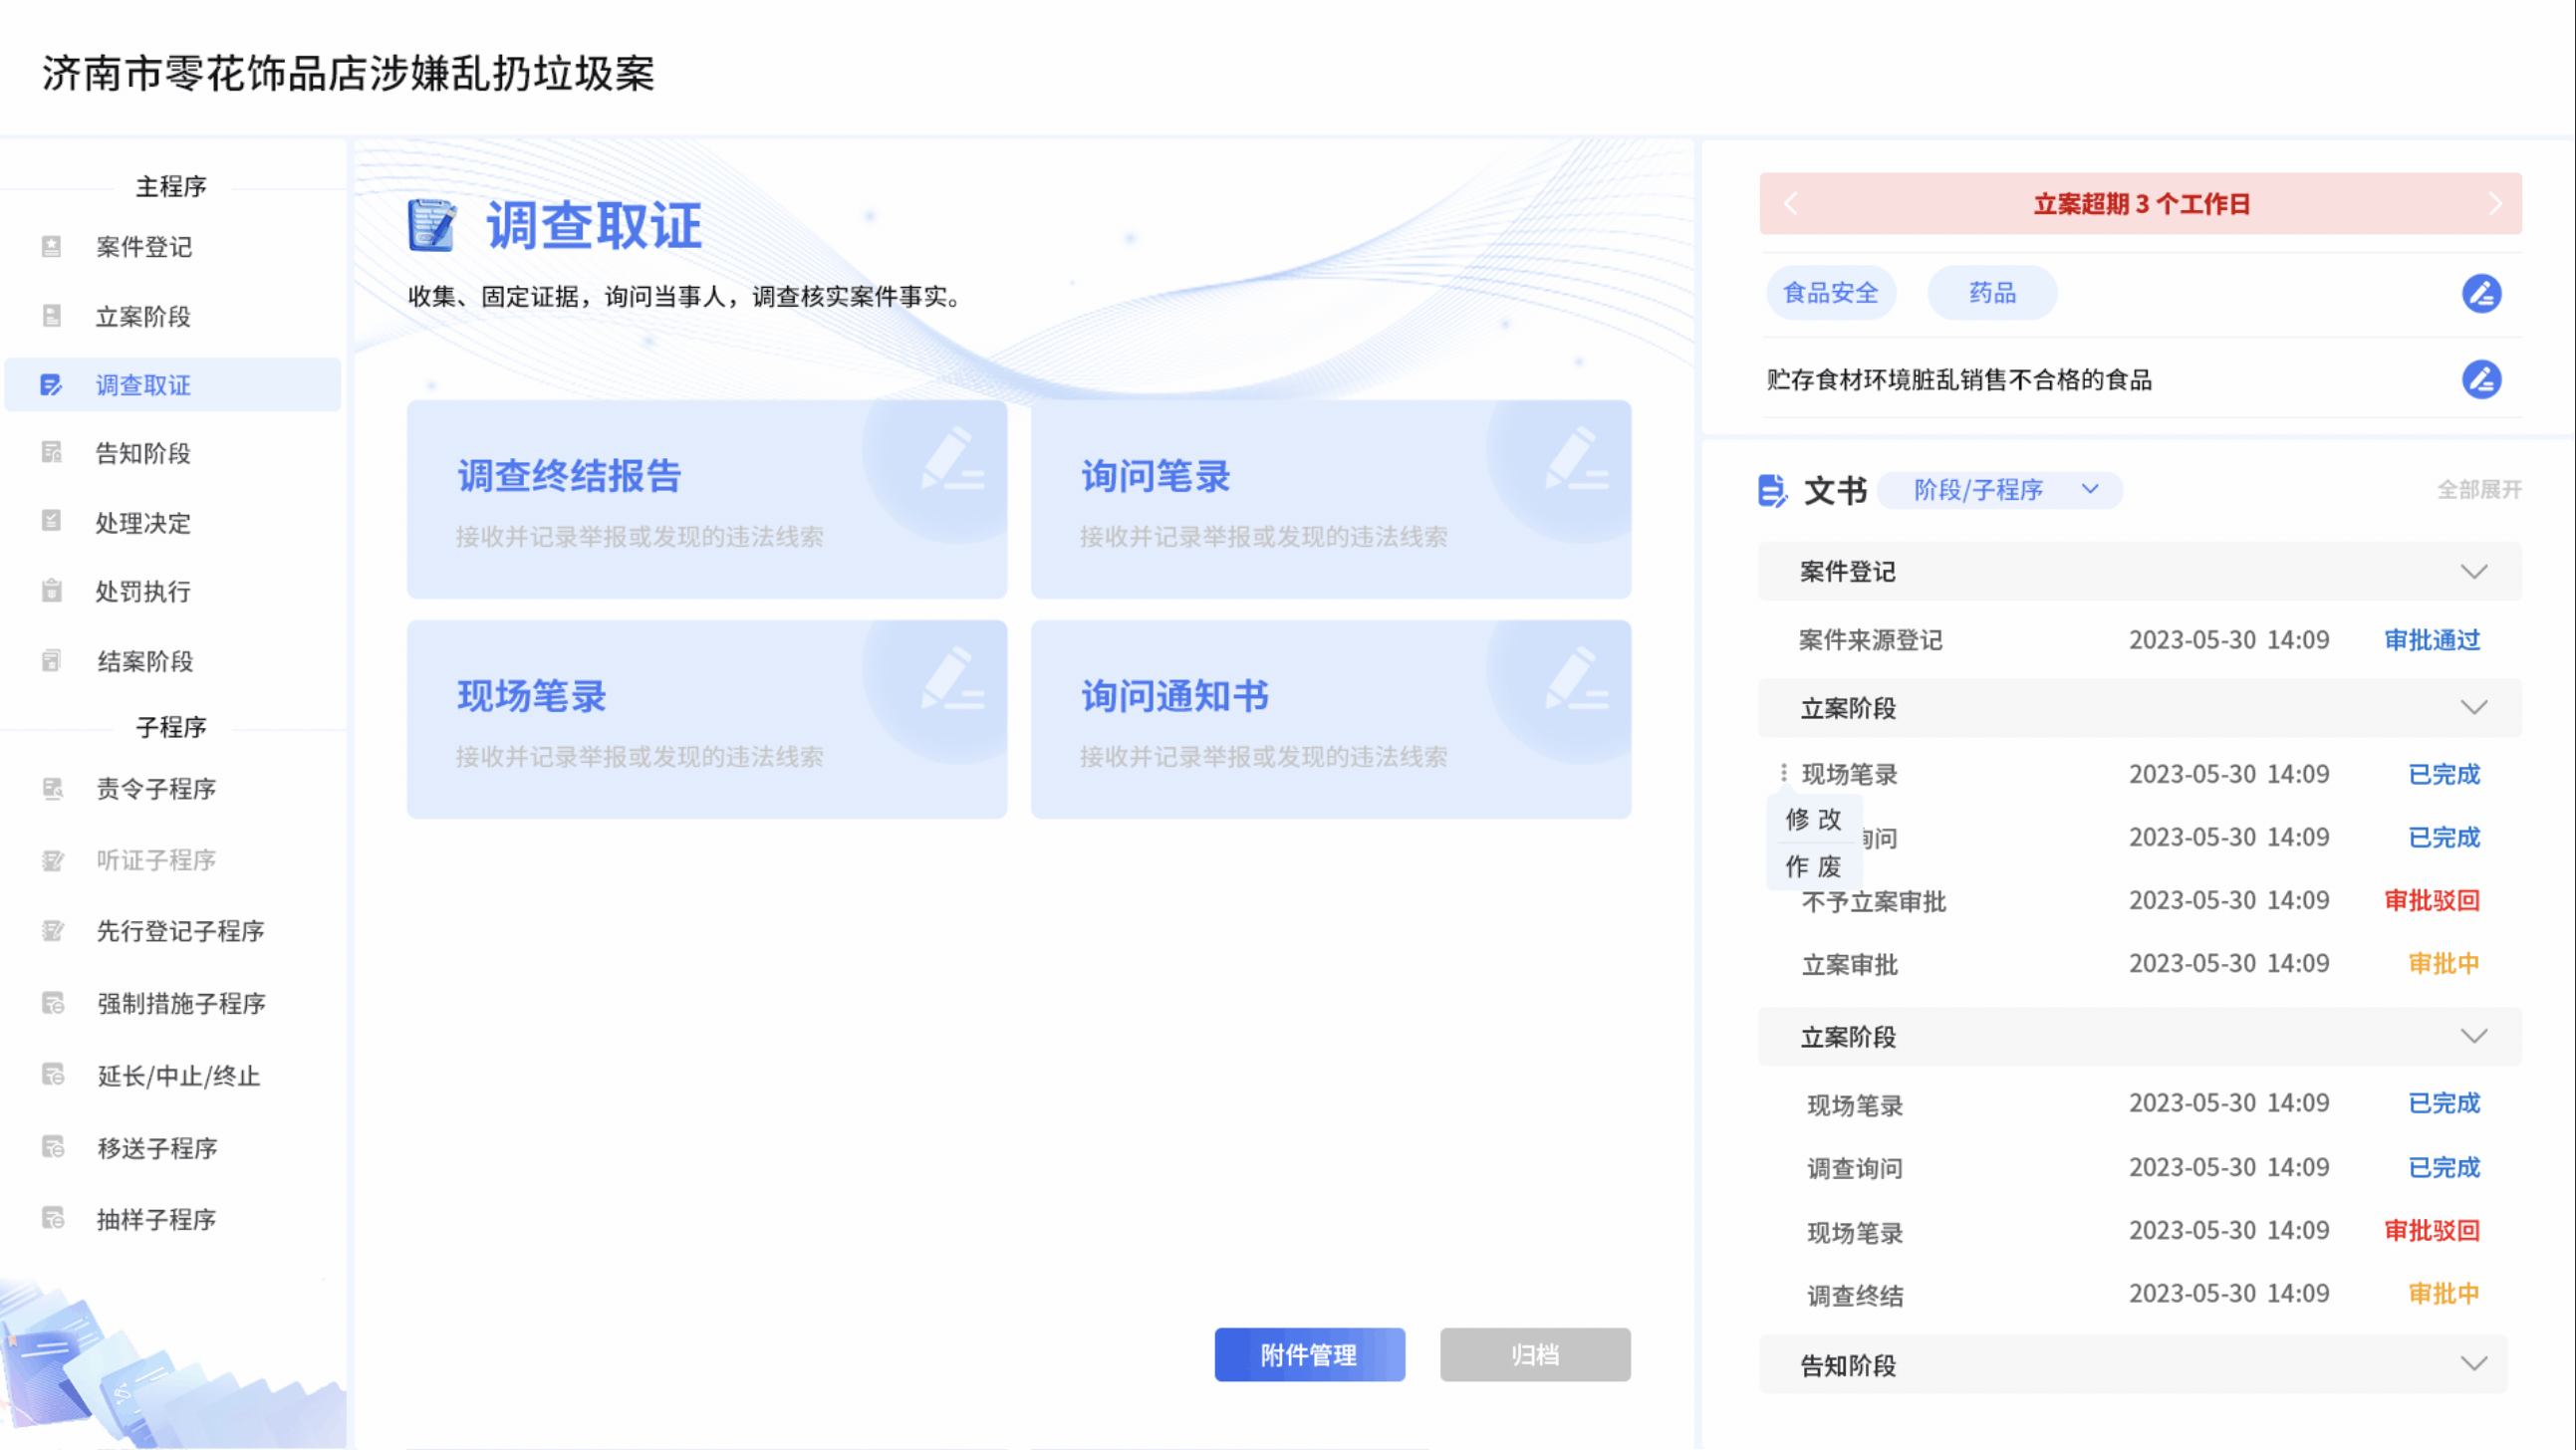 济南市零花饰品店涉嫌乱扔垃圾案
主程序
案件登记
立案阶段
调查取证
告知阶段
处理决定
处罚执行
结案阶段
子程序
责令子程序
听证子程序
先行登记子程序
强制措施子程序
延长/中止/终止
移送子程序
抽样子程序
调查取证
收集、固定证据，询问当事人，调查核实案件事实。
调查终结报告
接收并记录举报或发现的违法线索
询问笔录
接收并记录举报或发现的违法线索
现场笔录
接收并记录举报或发现的违法线索
询问通知书
接收并记录举报或发现的违法线索
附件管理
归档
立案超期 3 个工作日
食品安全 药品
贮存食材环境脏乱销售不合格的食品
文书 阶段/子程序 全部展开
案件登记
案件来源登记 2023-05-30 14:09 审批通过
立案阶段
现场笔录 2023-05-30 14:09 已完成
修 改
作 废
询问 2023-05-30 14:09 已完成
不予立案审批 2023-05-30 14:09 审批驳回
立案审批 2023-05-30 14:09 审批中
立案阶段
现场笔录 2023-05-30 14:09 已完成
调查询问 2023-05-30 14:09 已完成
现场笔录 2023-05-30 14:09 审批驳回
调查终结 2023-05-30 14:09 审批中
告知阶段